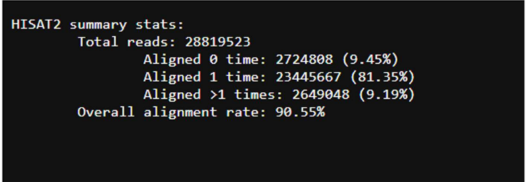 HISAT2 summary stats:
Total reads: 28819523
Aligned 0 time: 2724808 (9.45%)
Aligned 1 time: 23445667 (81.35%)
Aligned >1 times: 2649048 (9.19%)
Overall alignment rate: 90.55%